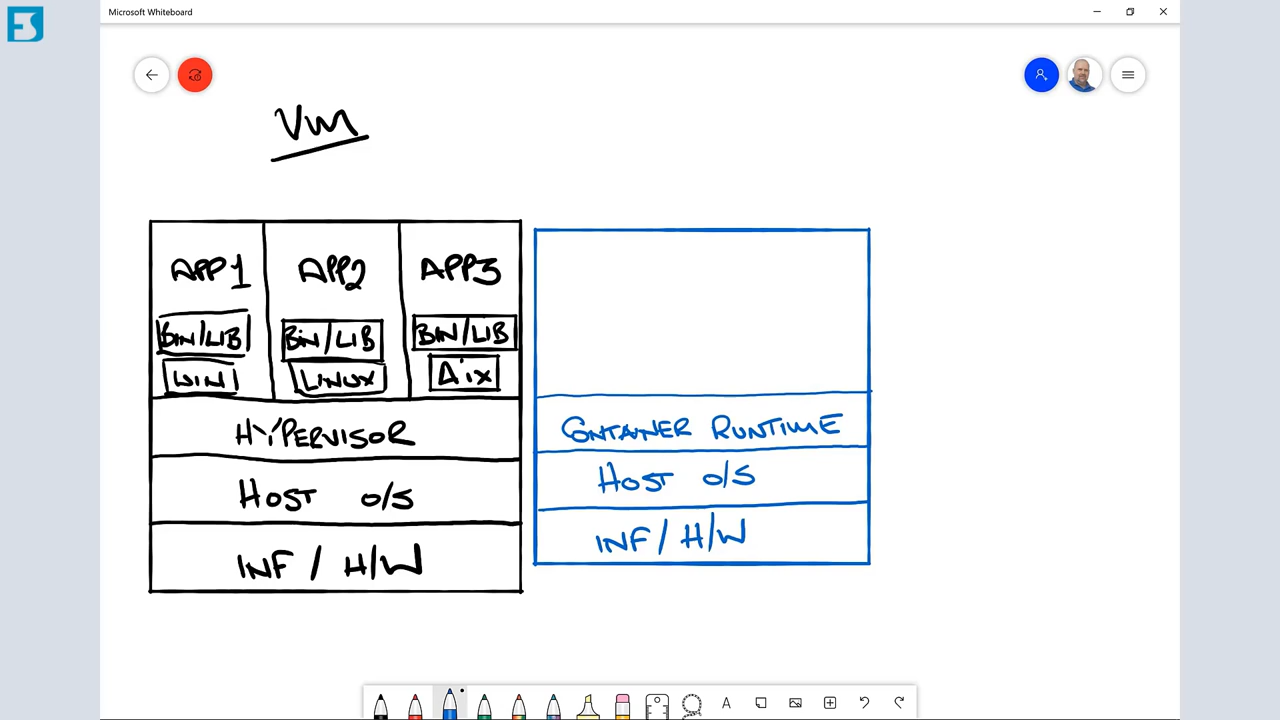 Microsoft Whiteboard
Vm
APP1 APP2 APP3
BIN/LIB BIN/LIB BIN/LIB
WIN LINUX Aix
HYPERVISOR
HOST O/S
INF / H/W
CONTAINER RUNTIME
HOST O/S
INF / H/W
A